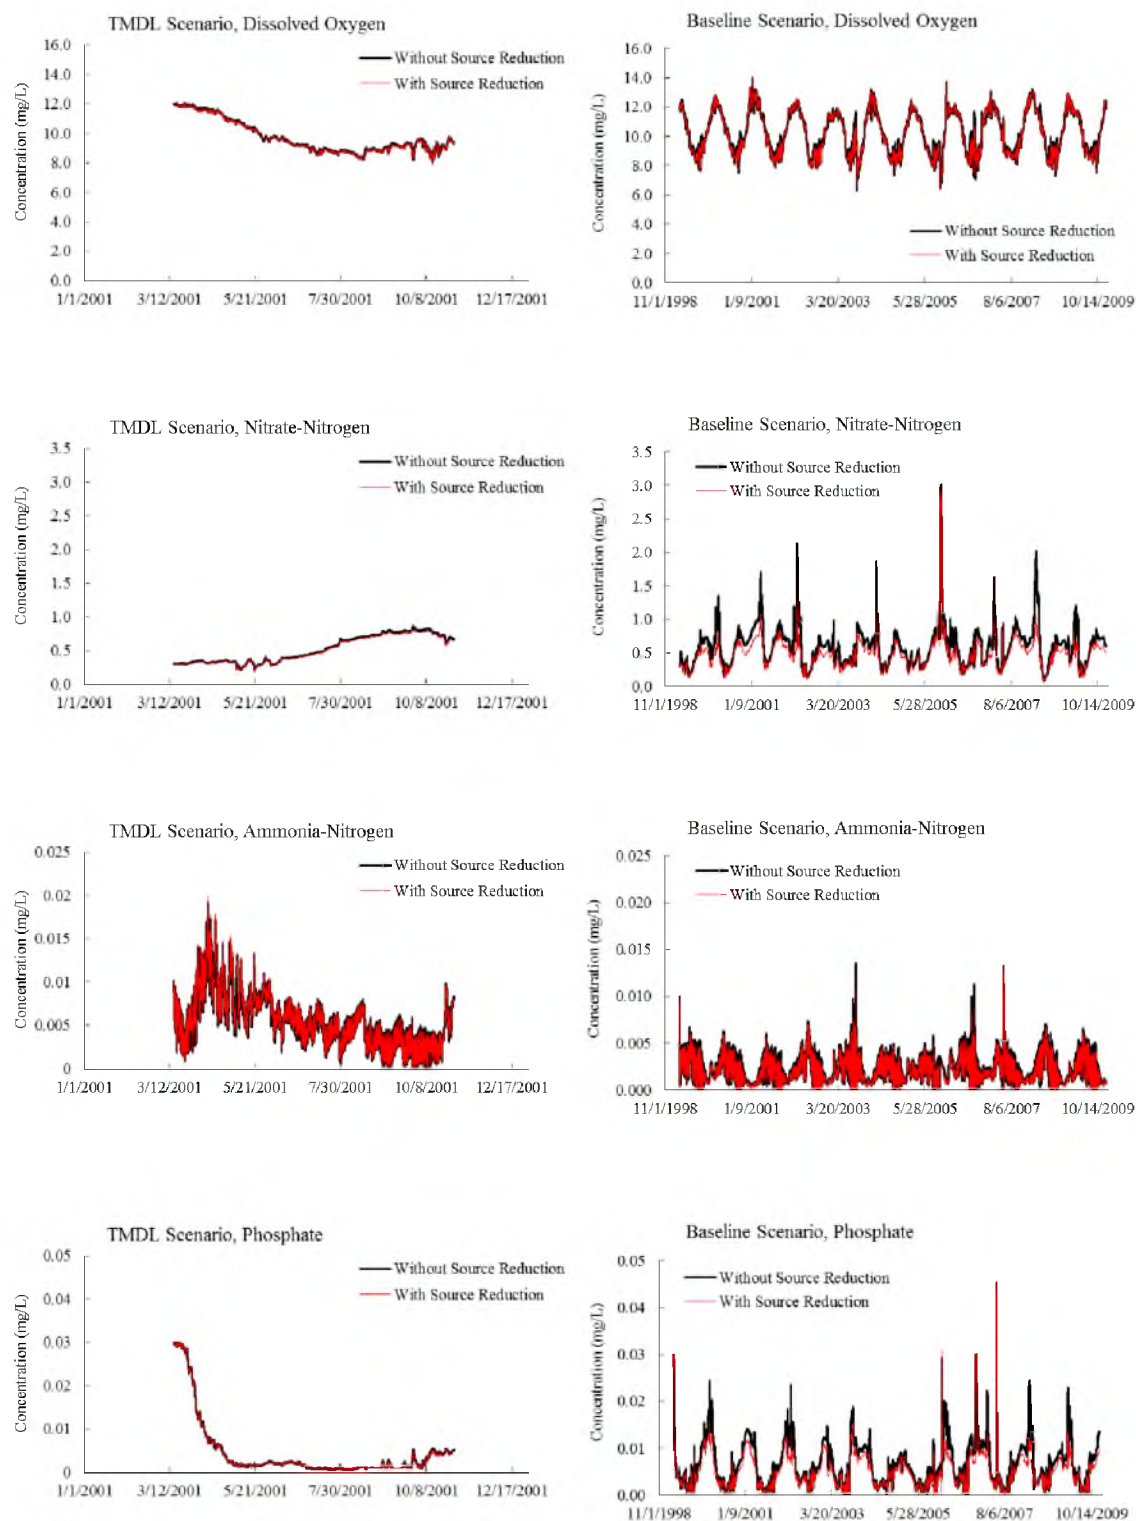 TMDL Scenario, Dissolved Oxygen
Concentration (mg/L)
16.0
14.0
12.0
10.0
8.0
6.0
4.0
2.0
0.0
Without Source Reduction
With Source Reduction
1/1/2001 3/12/2001 5/21/2001 7/30/2001 10/8/2001 12/17/2001
Baseline Scenario, Dissolved Oxygen
Concentration (mg/L)
16.0
14.0
12.0
10.0
8.0
6.0
4.0
2.0
0.0
Without Source Reduction
With Source Reduction
11/1/1998 1/9/2001 3/20/2003 5/28/2005 8/6/2007 10/14/2009
TMDL Scenario, Nitrate-Nitrogen
Concentration (mg/L)
3.5
3.0
2.5
2.0
1.5
1.0
0.5
0.0
Without Source Reduction
With Source Reduction
1/1/2001 3/12/2001 5/21/2001 7/30/2001 10/8/2001 12/17/2001
Baseline Scenario, Nitrate-Nitrogen
Concentration (mg/L)
3.5
3.0
2.5
2.0
1.5
1.0
0.5
0.0
Without Source Reduction
With Source Reduction
11/1/1998 1/9/2001 3/20/2003 5/28/2005 8/6/2007 10/14/2009
TMDL Scenario, Ammonia-Nitrogen
Concentration (mg/L)
0.025
0.02
0.015
0.01
0.005
0
Without Source Reduction
With Source Reduction
1/1/2001 3/12/2001 5/21/2001 7/30/2001 10/8/2001 12/17/2001
Baseline Scenario, Ammonia-Nitrogen
Concentration (mg/L)
0.025
0.020
0.015
0.010
0.005
0.000
Without Source Reduction
With Source Reduction
11/1/1998 1/9/2001 3/20/2003 5/28/2005 8/6/2007 10/14/2009
TMDL Scenario, Phosphate
Concentration (mg/L)
0.05
0.04
0.03
0.02
0.01
0
Without Source Reduction
With Source Reduction
1/1/2001 3/12/2001 5/21/2001 7/30/2001 10/8/2001 12/17/2001
Baseline Scenario, Phosphate
Concentration (mg/L)
0.05
0.04
0.03
0.02
0.01
0.00
Without Source Reduction
With Source Reduction
11/1/1998 1/9/2001 3/20/2003 5/28/2005 8/6/2007 10/14/2009